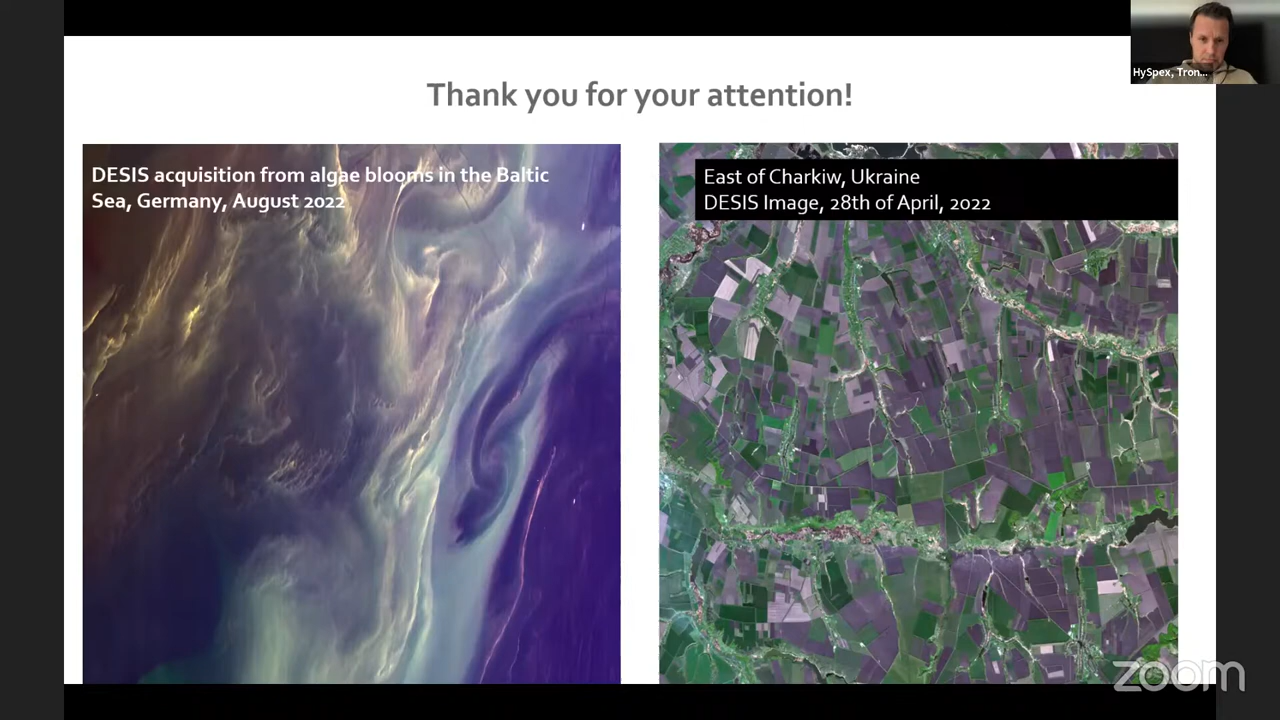 HySpex, Tron...
Thank you for your attention!
DESIS acquisition from algae blooms in the Baltic
Sea, Germany, August 2022
East of Charkiw, Ukraine
DESIS Image, 28th of April, 2022
zoom